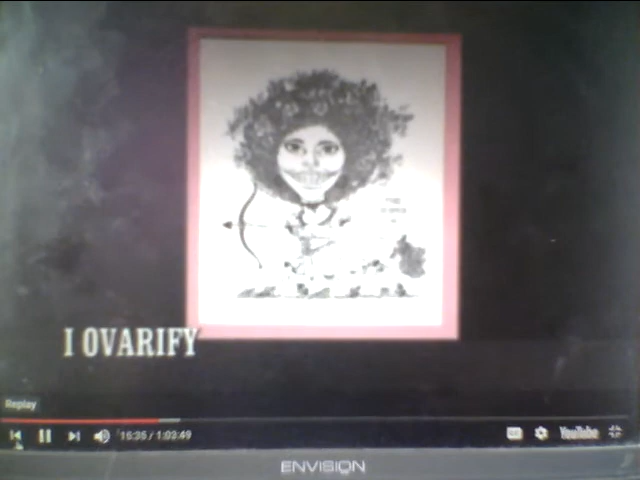 I OVARIFY
Replay
15:35 / 1:03:49
YouTube
ENVISION